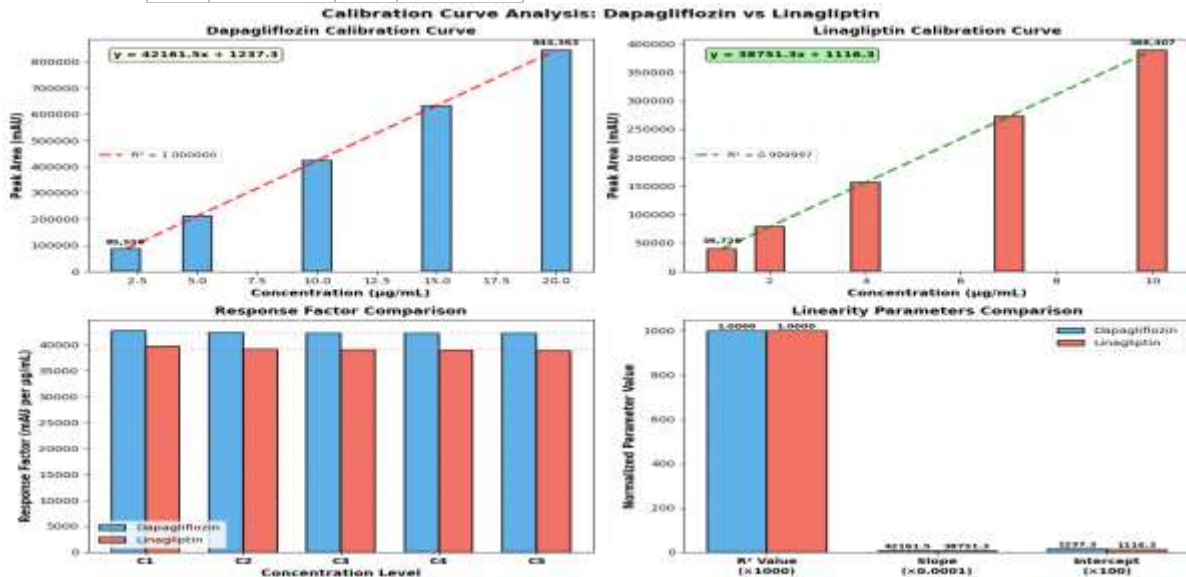 Calibration Curve Analysis: Dapagliflozin vs Linagliptin
Dapagliflozin Calibration Curve
y = 42161.5x + 1237.3
R² = 1.000000
Peak Area (mAU)
800000
700000
600000
500000
400000
300000
200000
100000
0
2.5 5.0 7.5 10.0 12.5 15.0 17.5 20.0
Concentration (µg/mL)
Linagliptin Calibration Curve
y = 38751.3x + 1116.3
R² = 0.999997
Peak Area (mAU)
400000
350000
300000
250000
200000
150000
100000
50000
0
2 4 6 8 10
Concentration (µg/mL)
Response Factor Comparison
Response Factor (mAU per µg/mL)
40000
35000
30000
25000
20000
15000
10000
5000
0
Dapagliflozin
Linagliptin
C1 C2 C3 C4 C5
Concentration Level
Linearity Parameters Comparison
Normalized Parameter Value
1000
800
600
400
200
0
1.0000 1.0000
42161.5 38751.3
1237.3 1116.3
Dapagliflozin
Linagliptin
R² Value Slope Intercept
(×1000) (×0.0001) (×100)